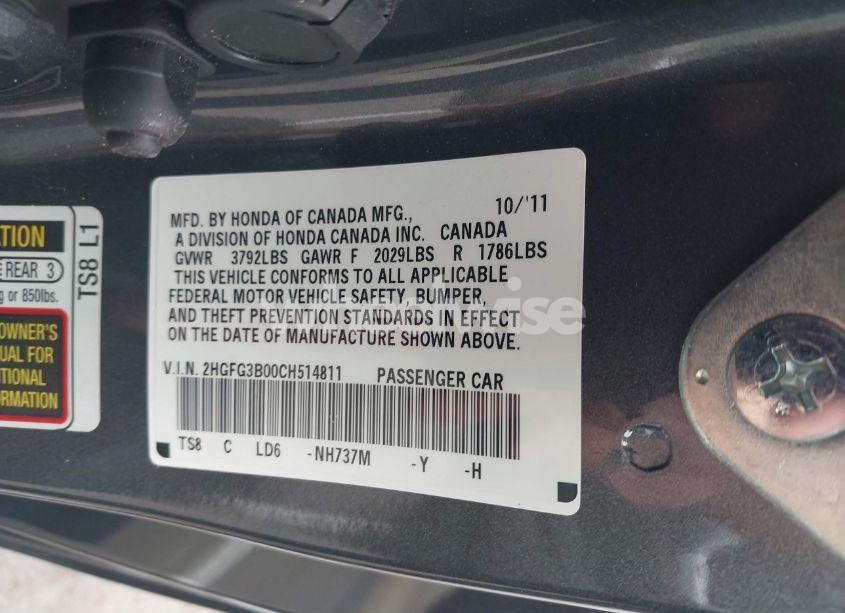 ATION
REAR 3
g or 850lbs.
OWNER'S
UAL FOR
ITIONAL
FORMATION
TS8 L1
MFD. BY HONDA OF CANADA MFG., 10/'11
A DIVISION OF HONDA CANADA INC. CANADA
GVWR 3792LBS GAWR F 2029LBS R 1786LBS
THIS VEHICLE CONFORMS TO ALL APPLICABLE
FEDERAL MOTOR VEHICLE SAFETY, BUMPER,
AND THEFT PREVENTION STANDARDS IN EFFECT
ON THE DATE OF MANUFACTURE SHOWN ABOVE.
V.I.N. 2HGFG3B00CH514811 PASSENGER CAR
TS8 C LD6 -NH737M -Y -H